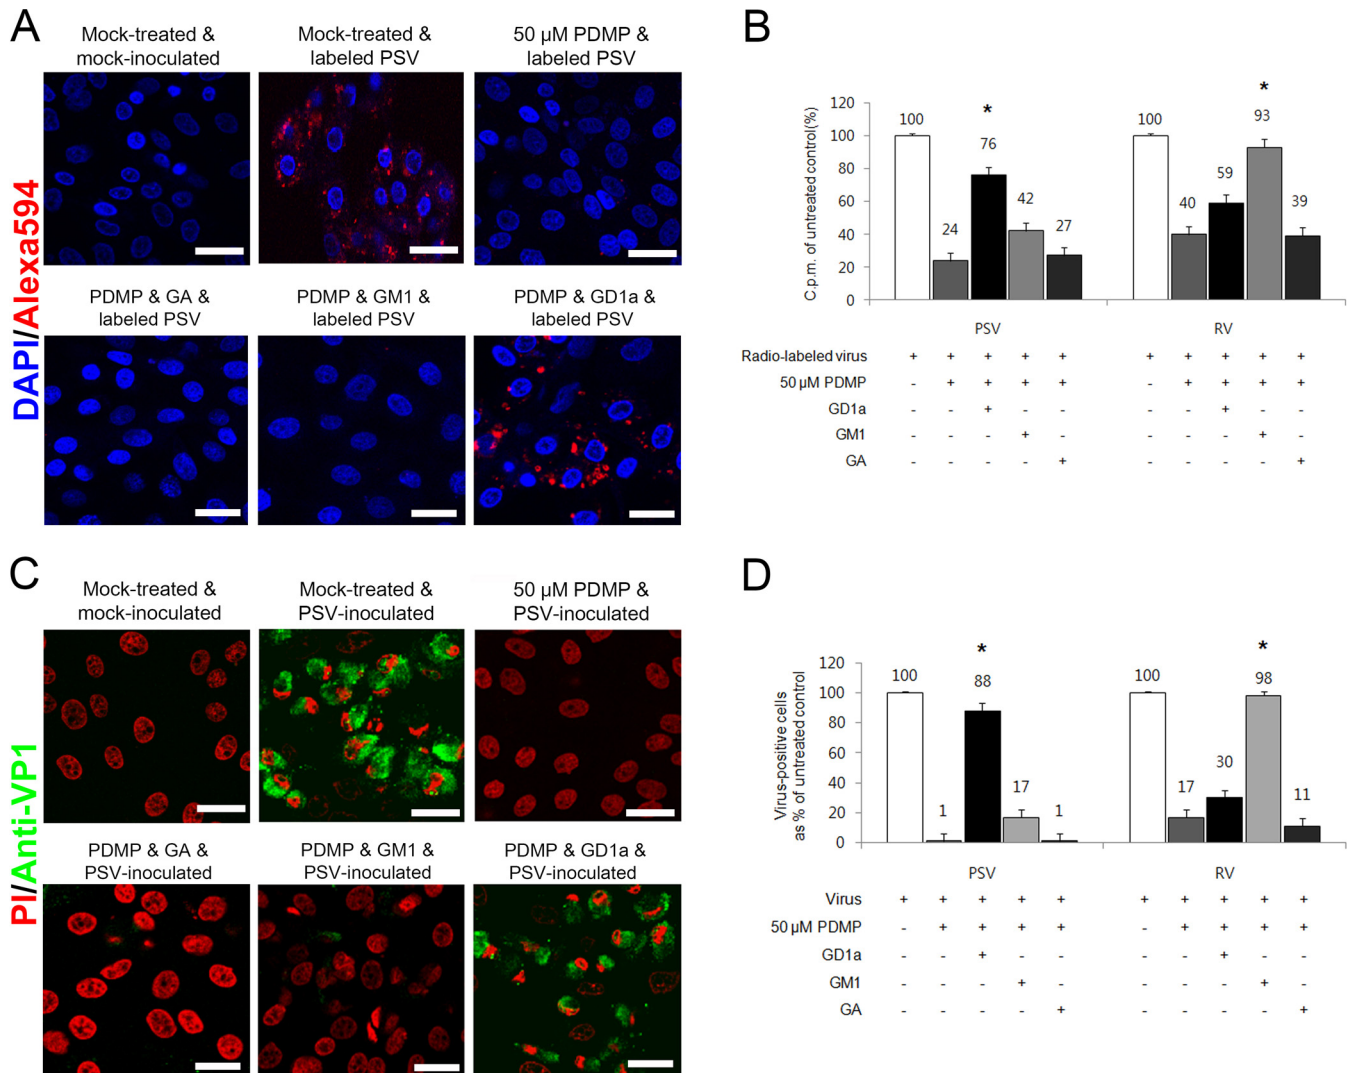 A
Mock-treated &
mock-inoculated
Mock-treated &
labeled PSV
50 µM PDMP &
labeled PSV
DAPI/Alexa594
PDMP & GA &
labeled PSV
PDMP & GM1 &
labeled PSV
PDMP & GD1a &
labeled PSV
B
C.p.m. of untreated control(%)
120
100
80
60
40
20
0
100
24
*
76
42
27
100
40
59
*
93
39
PSV
RV
Radio-labeled virus + + + + + + + + + +
50 µM PDMP - + + + + - + + + +
GD1a - - + - - - - + - -
GM1 - - - + - - - - + -
GA - - - - + - - - - +
C
Mock-treated &
mock-inoculated
Mock-treated &
PSV-inoculated
50 µM PDMP &
PSV-inoculated
PI/Anti-VP1
PDMP & GA &
PSV-inoculated
PDMP & GM1 &
PSV-inoculated
PDMP & GD1a &
PSV-inoculated
D
Virus-positive cells
as % of untreated control
120
100
80
60
40
20
0
100
1
*
88
17
1
100
17
30
*
98
11
PSV
RV
Virus + + + + + + + + + +
50 µM PDMP - + + + + - + + + +
GD1a - - + - - - - + - -
GM1 - - - + - - - - + -
GA - - - - + - - - - +